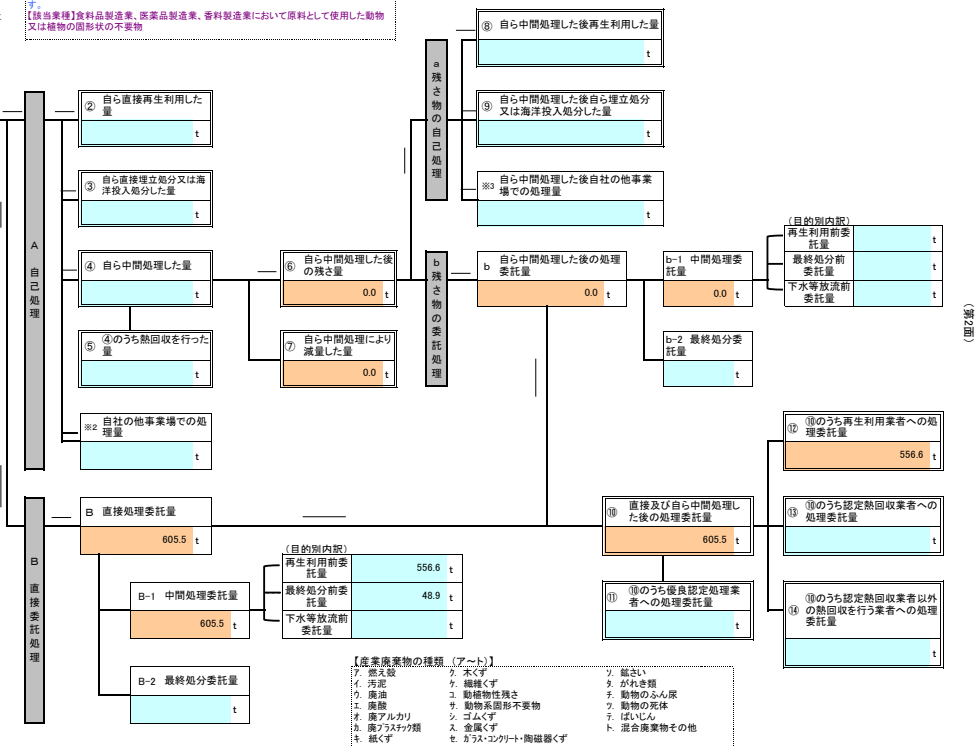 す。
【該当業種】食料品製造業、医薬品製造業、香料製造業において原料として使用した動物
又は植物の固形状の不要物
A 自己処理
② 自ら直接再生利用した
量
t
③ 自ら直接埋立処分又は海
洋投入処分した量
t
④ 自ら中間処理した量
t
⑤ ④のうち熱回収を行った
量
t
※2 自社の他事業場での処
理量
t
⑥ 自ら中間処理した後
の残さ量
0.0 t
⑦ 自ら中間処理により
減量した量
0.0 t
a 残さ物の自己処理
⑧ 自ら中間処理した後再生利用した量
t
⑨ 自ら中間処理した後自ら埋立処分
又は海洋投入処分した量
t
※3 自ら中間処理した後自社の他事業
場での処理量
t
b 残さ物の委託処理
b 自ら中間処理した後の処理
委託量
0.0 t
b-1 中間処理委
託量
0.0 t
b-2 最終処分委
託量
t
(目的別内訳)
再生利用前委
託量
t
最終処分前
委託量
t
下水等放流前
委託量
t
(第2面)
B 直接委託処理
B 直接処理委託量
605.5 t
B-1 中間処理委託量
605.5 t
B-2 最終処分委託量
t
(目的別内訳)
再生利用前委
託量
556.6 t
最終処分前委
託量
48.9 t
下水等放流前
委託量
t
⑩ 直接及び自ら中間処理し
た後の処理委託量
605.5 t
⑪ ⑩のうち優良認定処理業
者への処理委託量
t
⑫ ⑩のうち再生利用業者への処
理委託量
556.6 t
⑬ ⑩のうち認定熱回収業者への
処理委託量
t
⑭ ⑩のうち認定熱回収業者以外
の熱回収を行う業者への処理
委託量
t
【産業廃棄物の種類 (ア～ト)】
ア. 燃え殻
イ. 汚泥
ウ. 廃油
エ. 廃酸
オ. 廃アルカリ
カ. 廃プラスチック類
キ. 紙くず
ク. 木くず
ケ. 繊維くず
コ. 動植物性残さ
サ. 動物系固形不要物
シ. ゴムくず
ス. 金属くず
セ. ガラス・コンクリート・陶磁器くず
ソ. 鉱さい
タ. がれき類
チ. 動物のふん尿
ツ. 動物の死体
テ. ばいじん
ト. 混合廃棄物その他